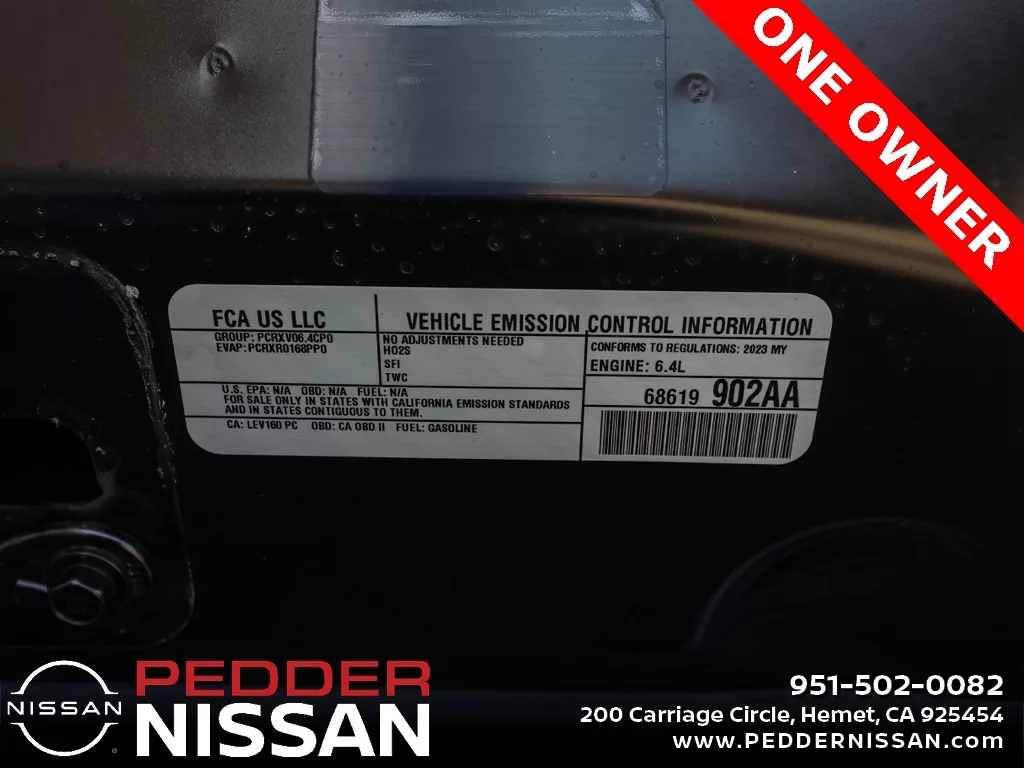 ONE OWNER
FCA US LLC
GROUP: PCRXV06.4CP0
EVAP:PCRXR0168PP0
VEHICLE EMISSION CONTROL INFORMATION
NO ADJUSTMENTS NEEDED
HO2S
SFI
TWC
CONFORMS TO REGULATIONS: 2023 MY
ENGINE: 6.4L
68619 902AA
U.S. EPA: N/A OBD: N/A FUEL: N/A
FOR SALE ONLY IN STATES WITH CALIFORNIA EMISSION STANDARDS
AND IN STATES CONTIGUOUS TO THEM.
CA: LEV160 PC OBD: CA OBD II FUEL: GASOLINE
NISSAN
PEDDER
NISSAN
951-502-0082
200 Carriage Circle, Hemet, CA 925454
www.PEDDERNISSAN.com